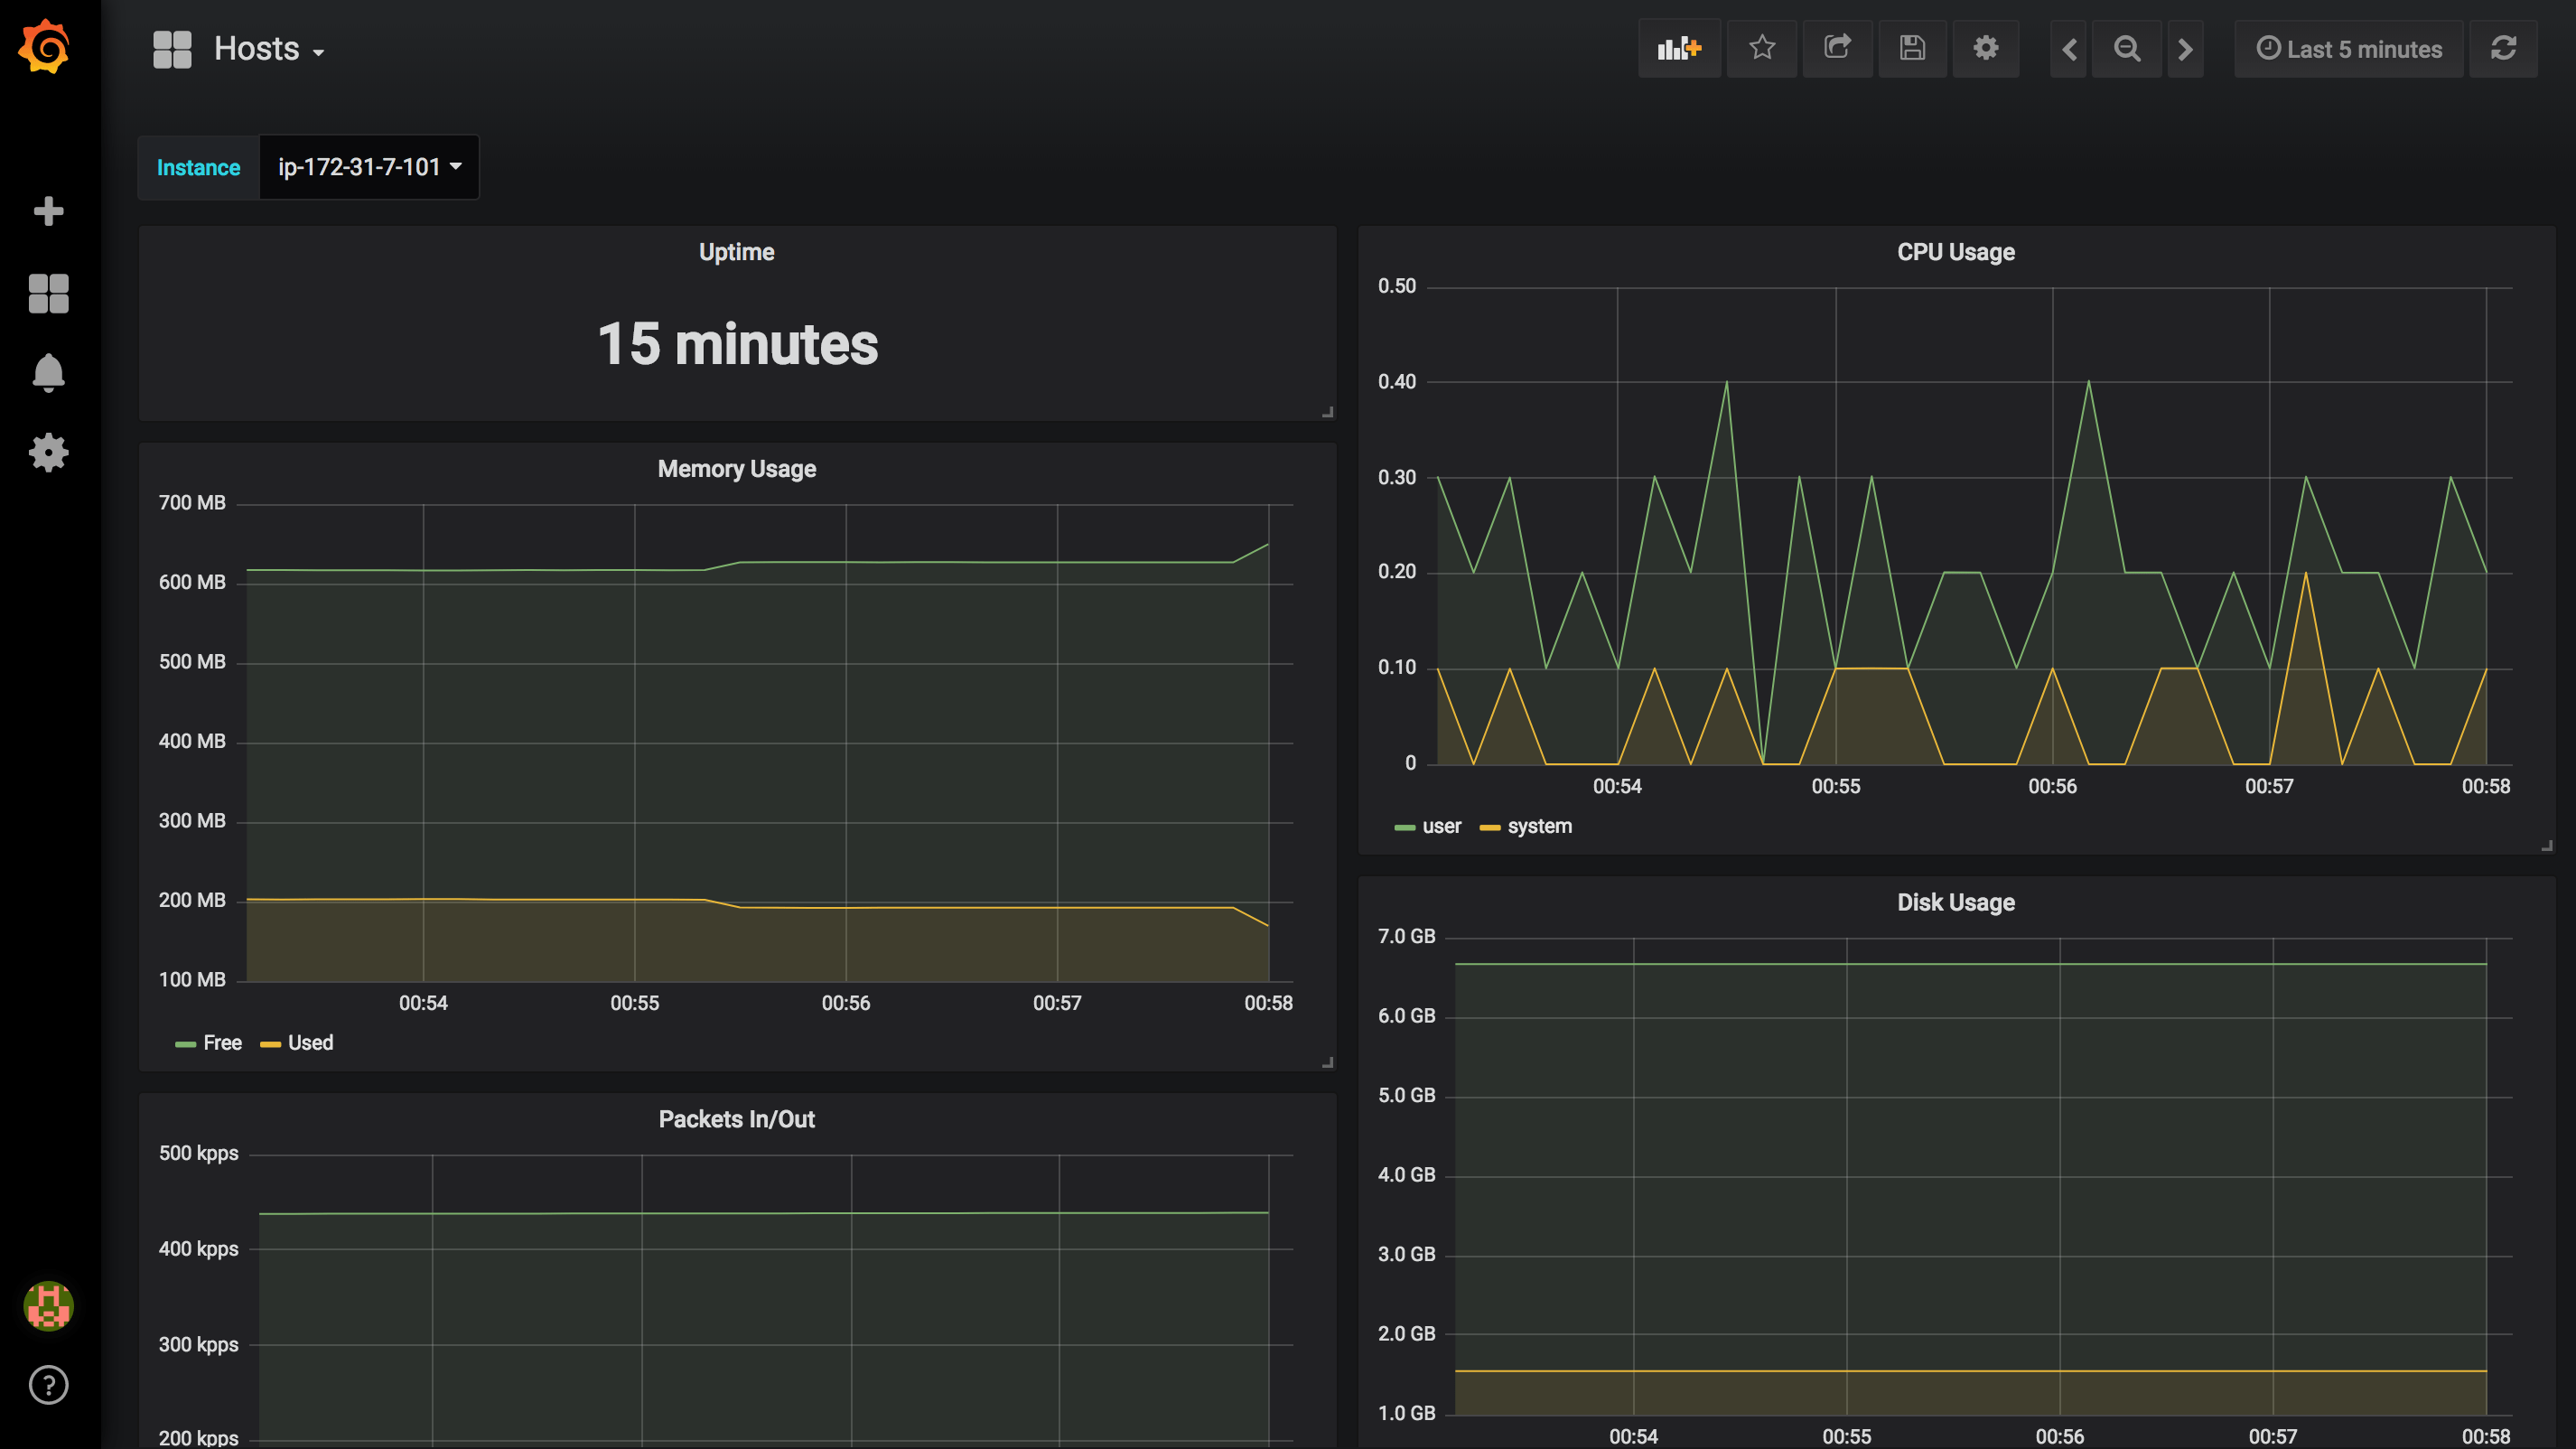 Hosts
Last 5 minutes
Instance
ip-172-31-7-101
Uptime
15 minutes
CPU Usage
0.50
0.40
0.30
0.20
0.10
0
00:54 00:55 00:56 00:57 00:58
user system
Memory Usage
700 MB
600 MB
500 MB
400 MB
300 MB
200 MB
100 MB
00:54 00:55 00:56 00:57 00:58
Free Used
Disk Usage
7.0 GB
6.0 GB
5.0 GB
4.0 GB
3.0 GB
2.0 GB
1.0 GB
00:54 00:55 00:56 00:57 00:58
Packets In/Out
500 kpps
400 kpps
300 kpps
200 kpps
?